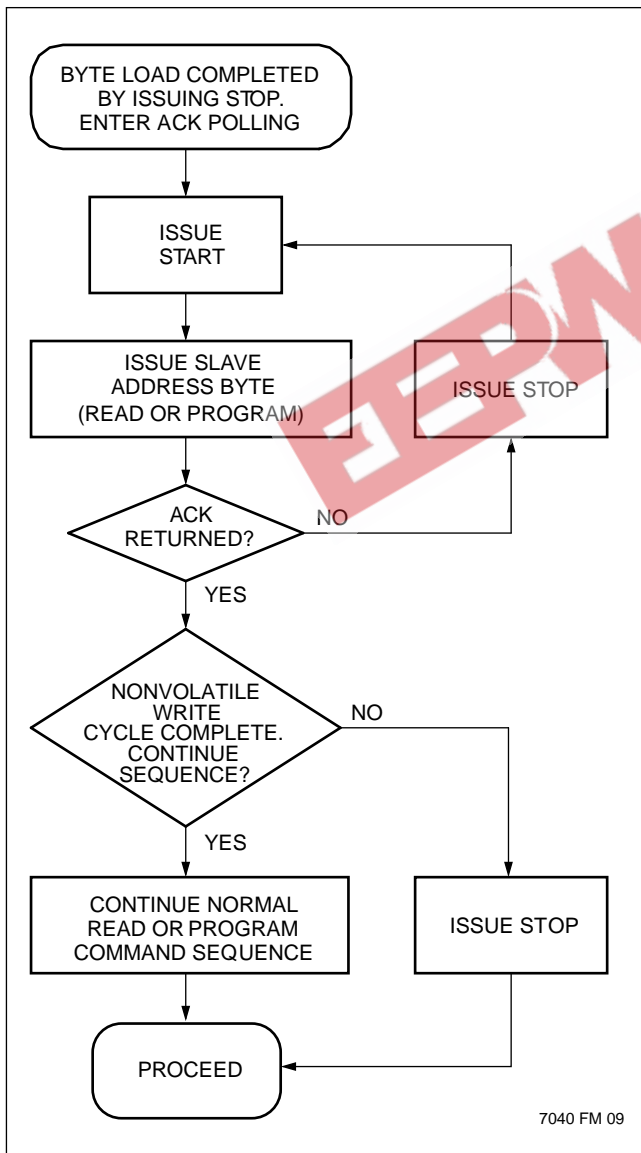 BYTE LOAD COMPLETED
BY ISSUING STOP.
ENTER ACK POLLING
ISSUE
START
ISSUE SLAVE
ADDRESS BYTE
(READ OR PROGRAM)
ISSUE STOP
EEPW
ACK
RETURNED?
NO
YES
NONVOLATILE
WRITE
CYCLE COMPLETE.
CONTINUE
SEQUENCE?
NO
YES
CONTINUE NORMAL
READ OR PROGRAM
COMMAND SEQUENCE
ISSUE STOP
PROCEED
7040 FM 09